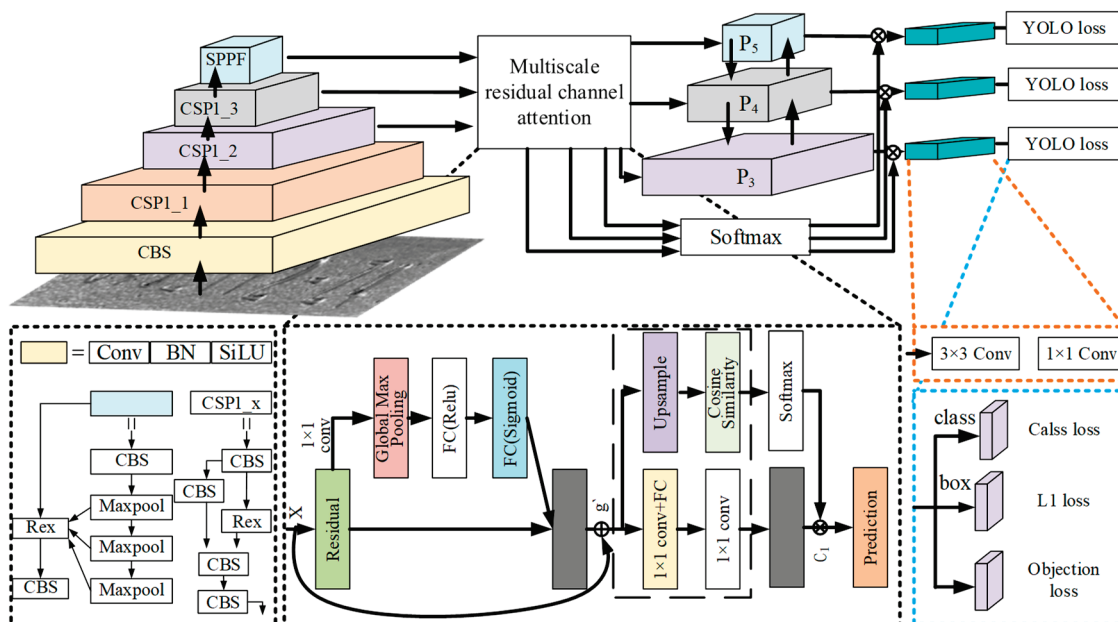 SPPF
CSP1_3
CSP1_2
CSP1_1
CBS
Multiscale
residual channel
attention
P5
P4
P3
Softmax
YOLO loss
YOLO loss
YOLO loss
= Conv BN SiLU
CSP1_x
=
=
CBS
CBS
CBS
Maxpool
Rex
Rex
Maxpool
CBS
CBS
Maxpool
CBS
X
Residual
1×1
conv
Global Max
Pooling
FC(Relu)
FC(Sigmoid)
g`
Upsample
Cosine
Similarity
Softmax
1×1 conv+FC
1×1 conv
C1
Prediction
3×3 Conv
1×1 Conv
class
Calss loss
box
L1 loss
Objection
loss